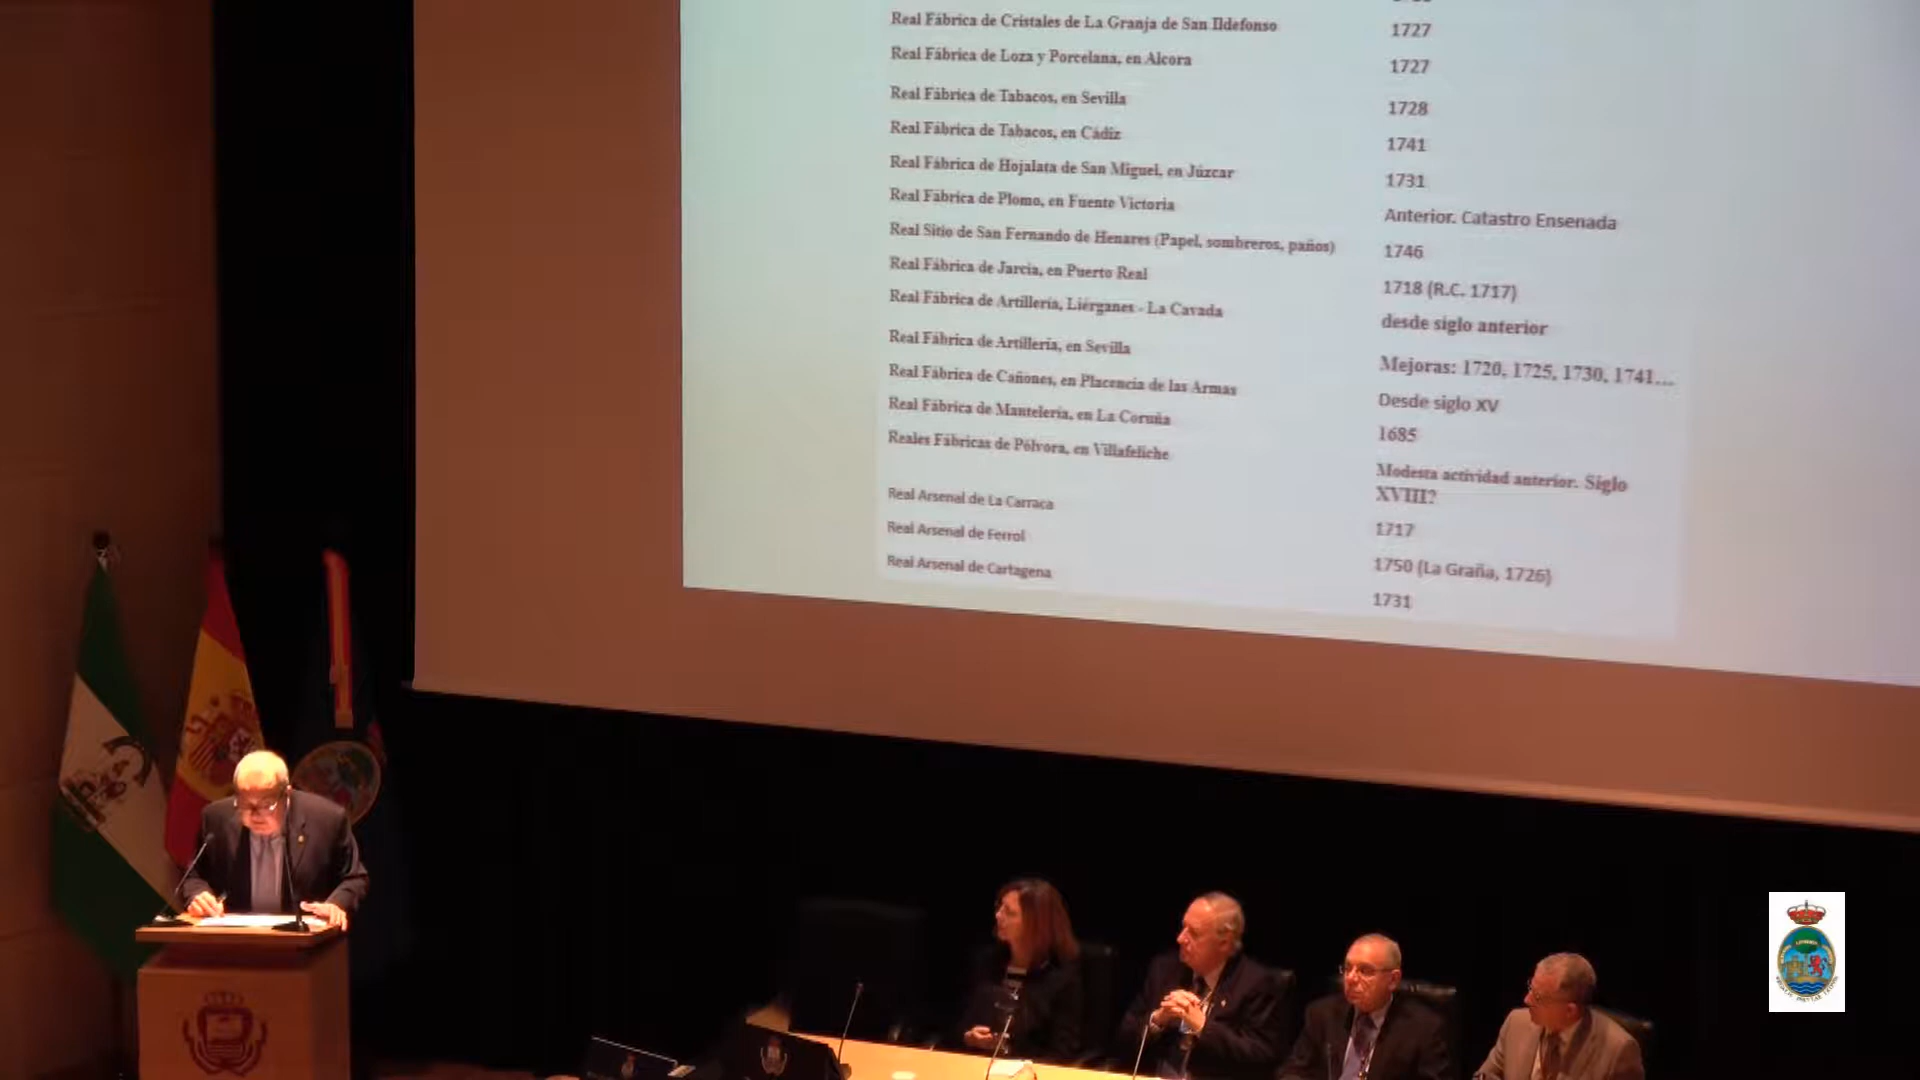 Real Fábrica de Cristales de La Granja de San Ildefonso
1727
Real Fábrica de Loza y Porcelana, en Alcora
1727
Real Fábrica de Tabacos, en Sevilla
1728
Real Fábrica de Tabacos, en Cádiz
1741
Real Fábrica de Hojalata de San Miguel, en Júzcar
1731
Real Fábrica de Plomo, en Fuente Victoria
Anterior. Catastro Ensenada
Real Sitio de San Fernando de Henares (Papel, sombreros, paños)
1746
Real Fábrica de Jarcia, en Puerto Real
1718 (R.C. 1717)
Real Fábrica de Artillería, Liérganes - La Cavada
desde siglo anterior
Real Fábrica de Artillería, en Sevilla
Mejoras: 1720, 1725, 1730, 1741...
Real Fábrica de Cañones, en Placencia de las Armas
Desde siglo XV
Real Fábrica de Mantelería, en La Coruña
1685
Reales Fábricas de Pólvora, en Villafeliche
Modesta actividad anterior. Siglo
XVIII?
Real Arsenal de La Carraca
1717
Real Arsenal de Ferrol
1750 (La Graña, 1726)
Real Arsenal de Cartagena
1731